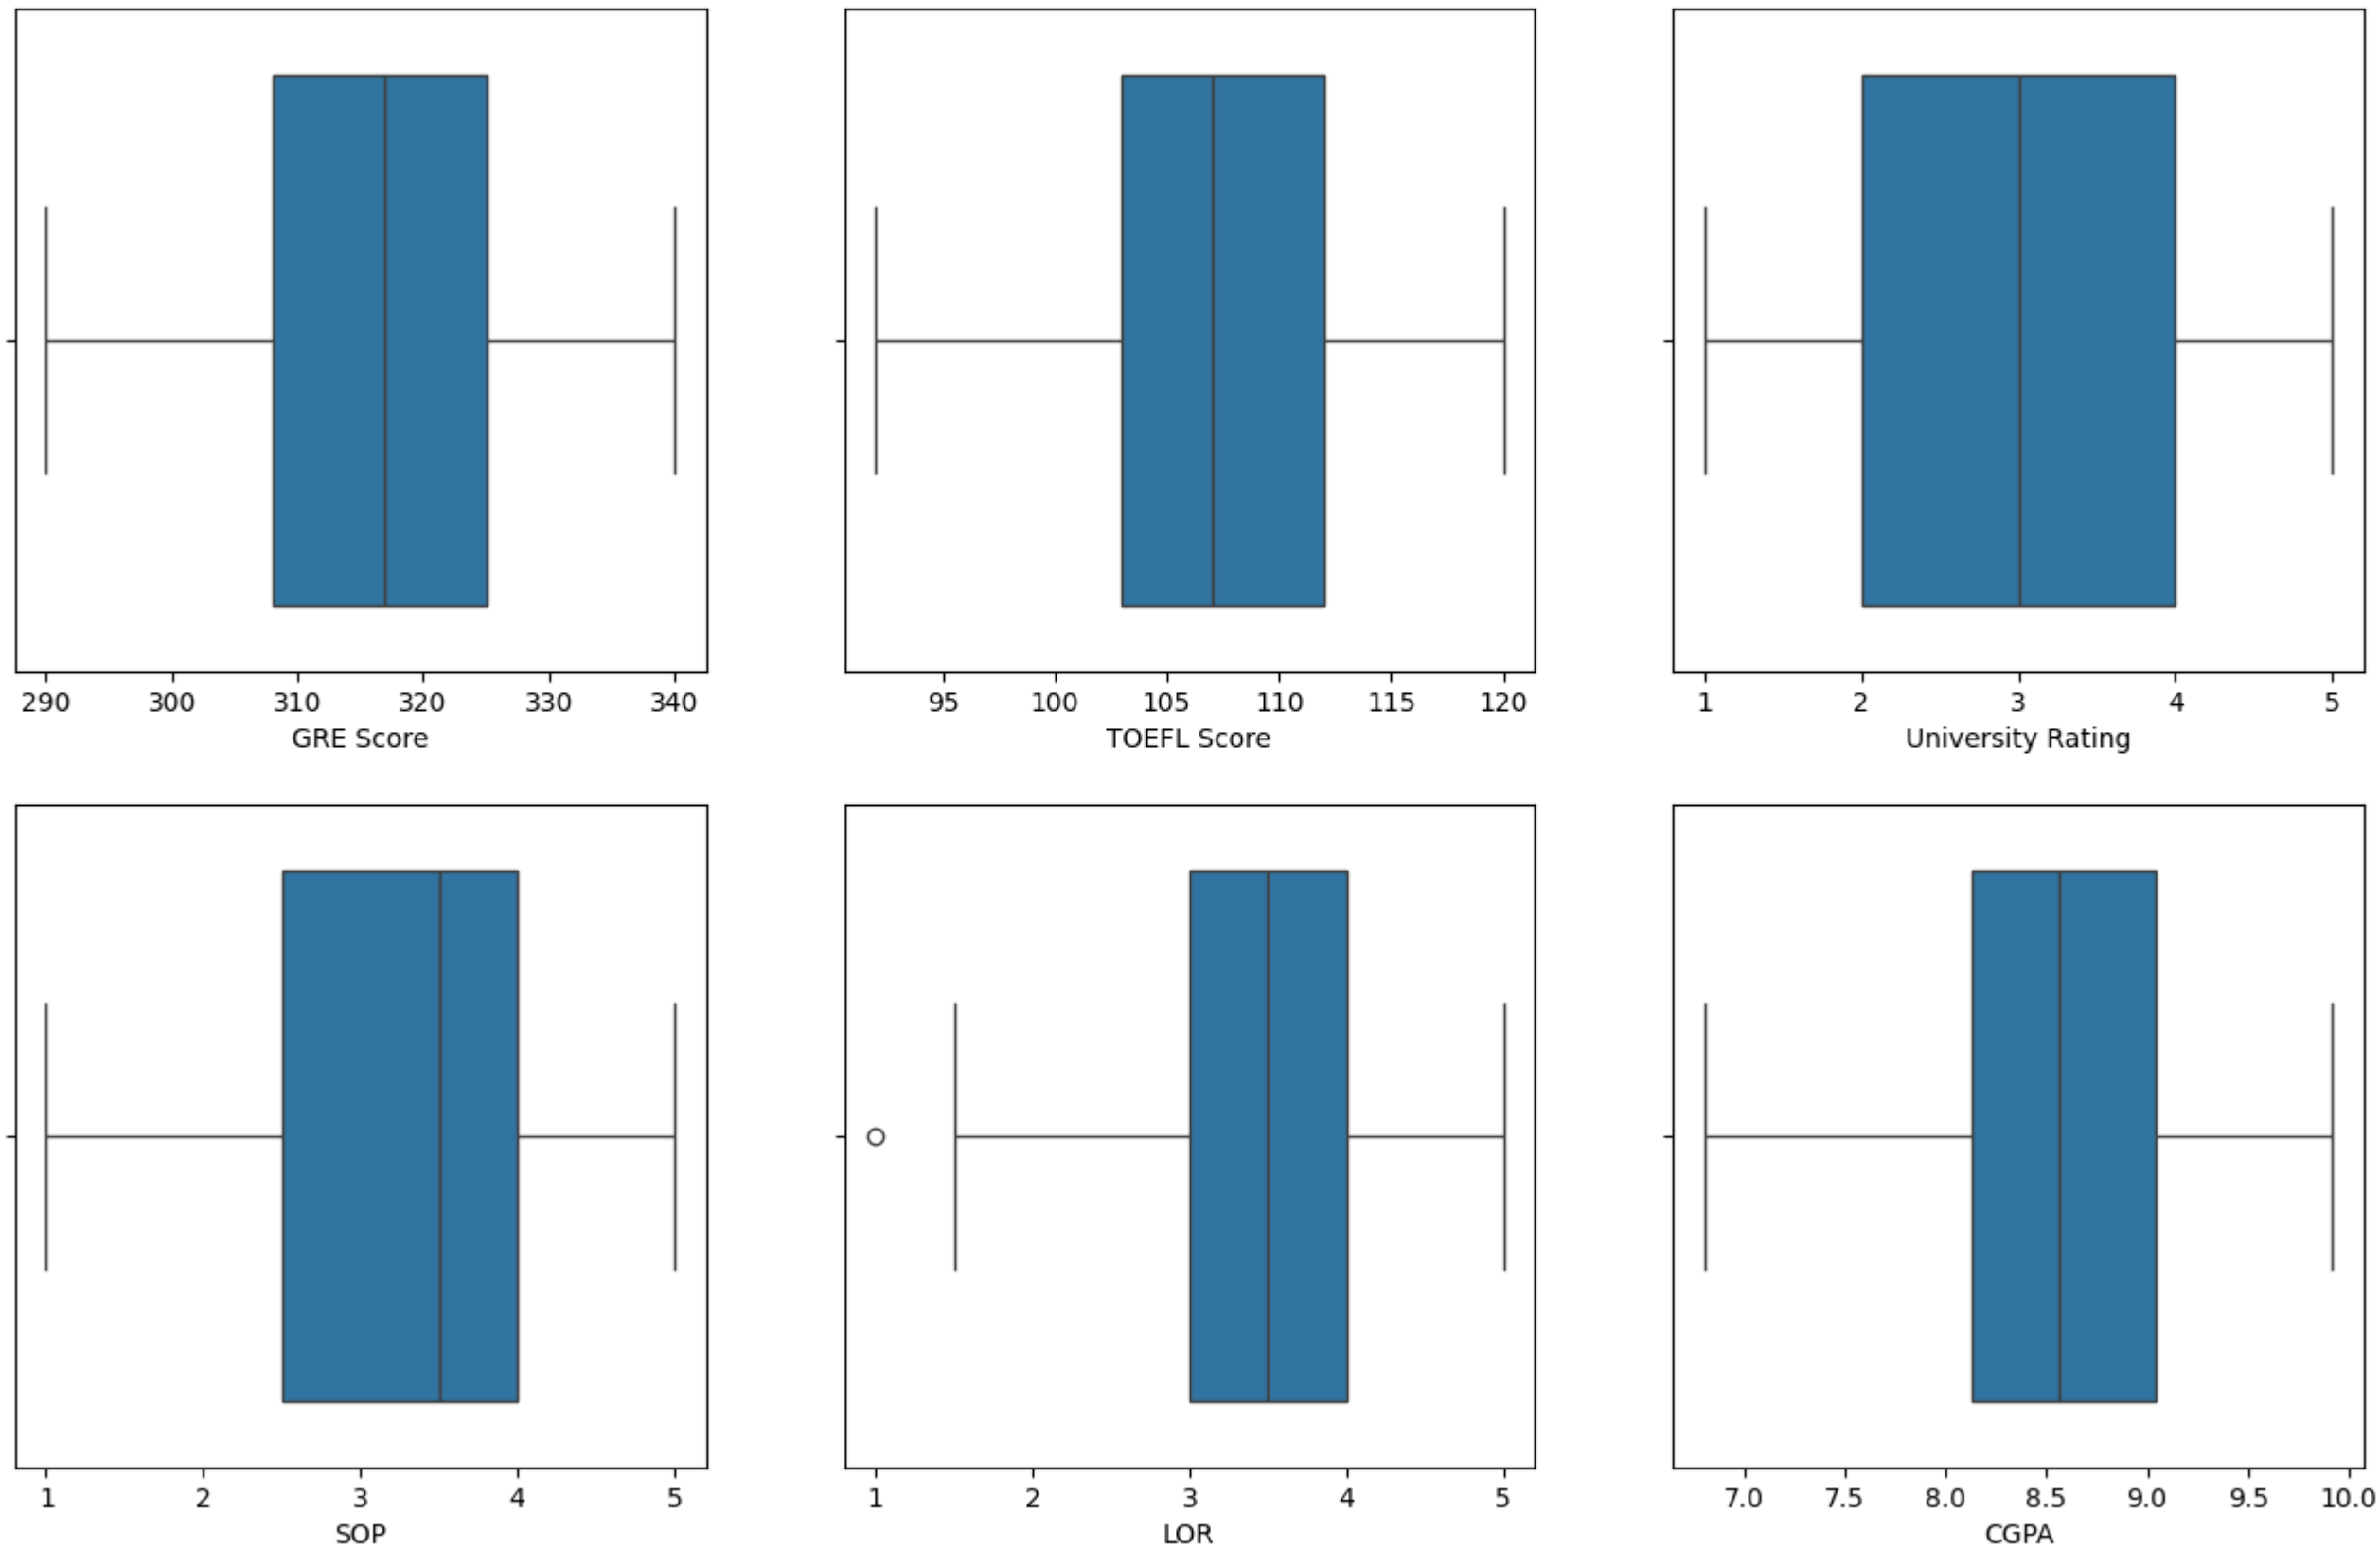 290 300 310 320 330 340
GRE Score
95 100 105 110 115 120
TOEFL Score
1 2 3 4 5
University Rating
1 2 3 4 5
SOP
1 2 3 4 5
LOR
7.0 7.5 8.0 8.5 9.0 9.5 10.0
CGPA